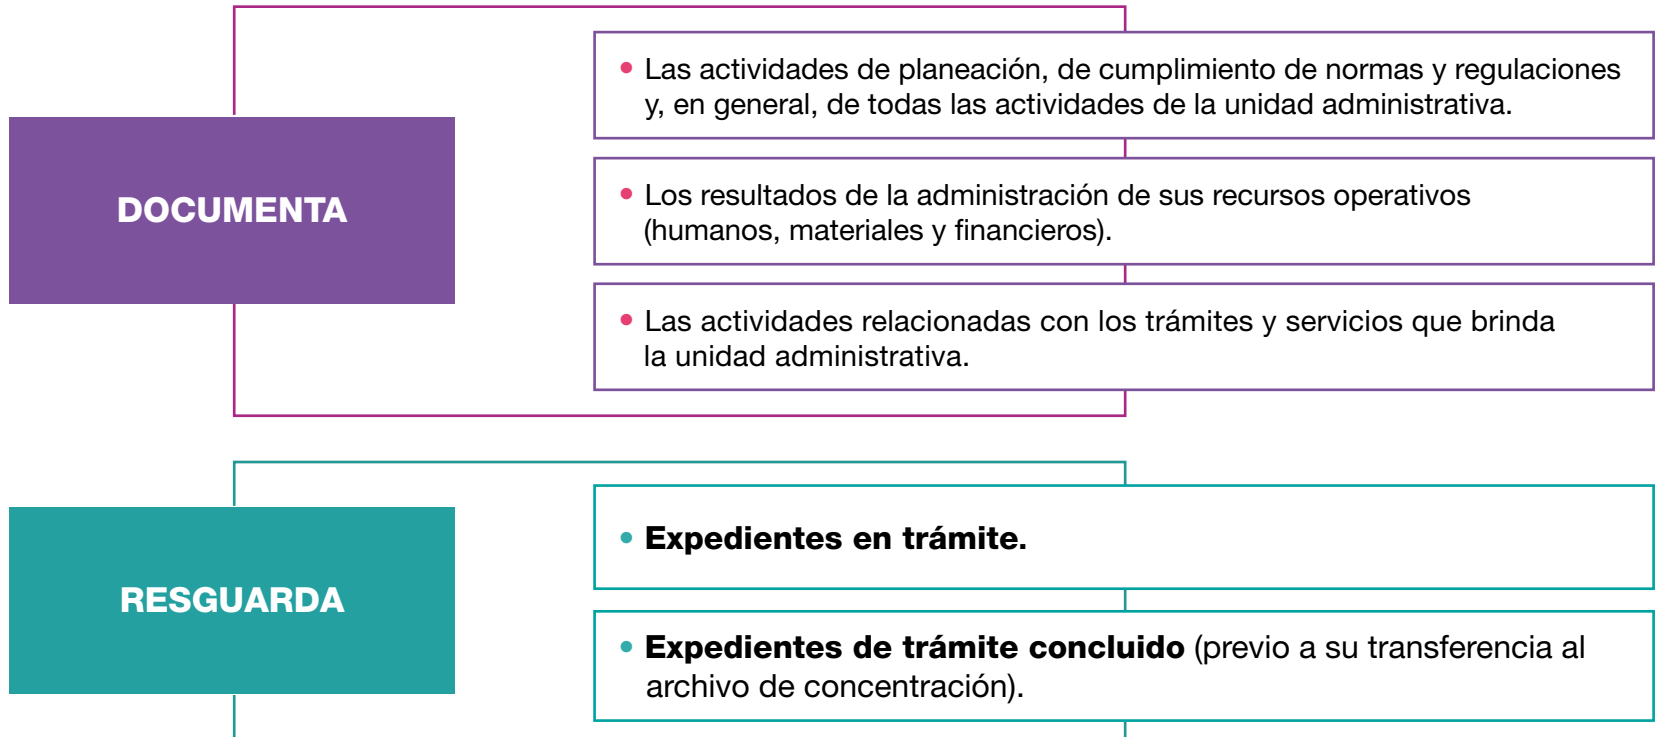 DOCUMENTA
• Las actividades de planeación, de cumplimiento de normas y regulaciones
y, en general, de todas las actividades de la unidad administrativa.
• Los resultados de la administración de sus recursos operativos
(humanos, materiales y financieros).
• Las actividades relacionadas con los trámites y servicios que brinda
la unidad administrativa.
RESGUARDA
• Expedientes en trámite.
• Expedientes de trámite concluido (previo a su transferencia al
archivo de concentración).